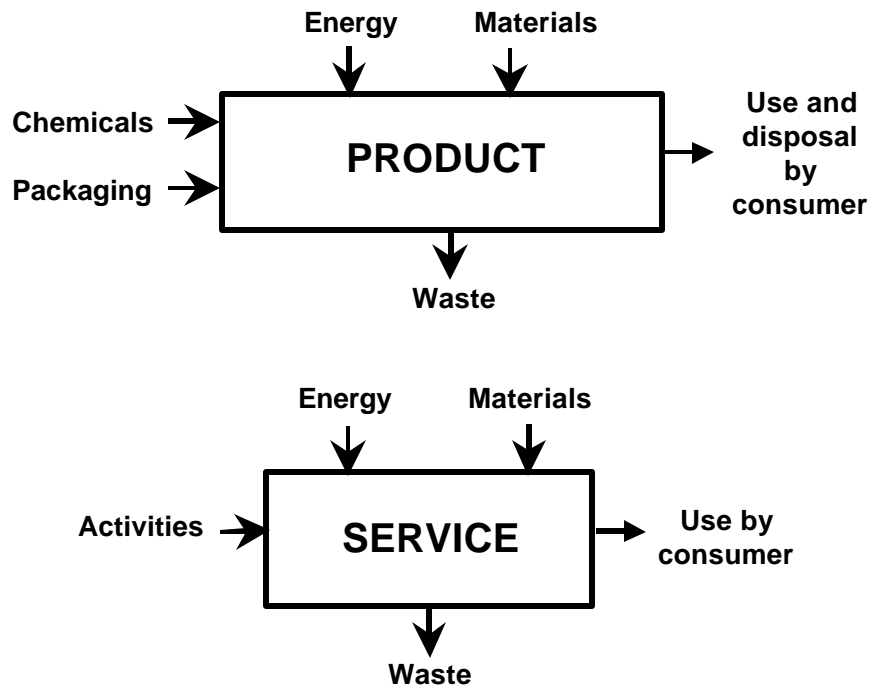 Energy Materials
Chemicals
PRODUCT
Packaging
Use and
disposal
by
consumer
Waste
Energy Materials
Activities
SERVICE
Use by
consumer
Waste